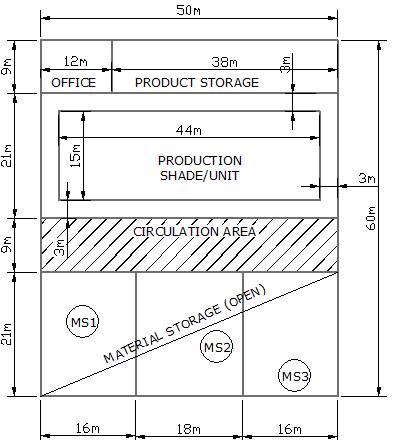 50m
12m
38m
9m
3m
OFFICE
PRODUCT STORAGE
44m
21m
15m
PRODUCTION
SHADE/UNIT
3m
60m
CIRCULATION AREA
9m
3m
MATERIAL STORAGE (OPEN)
MS1
MS2
MS3
21m
16m
18m
16m